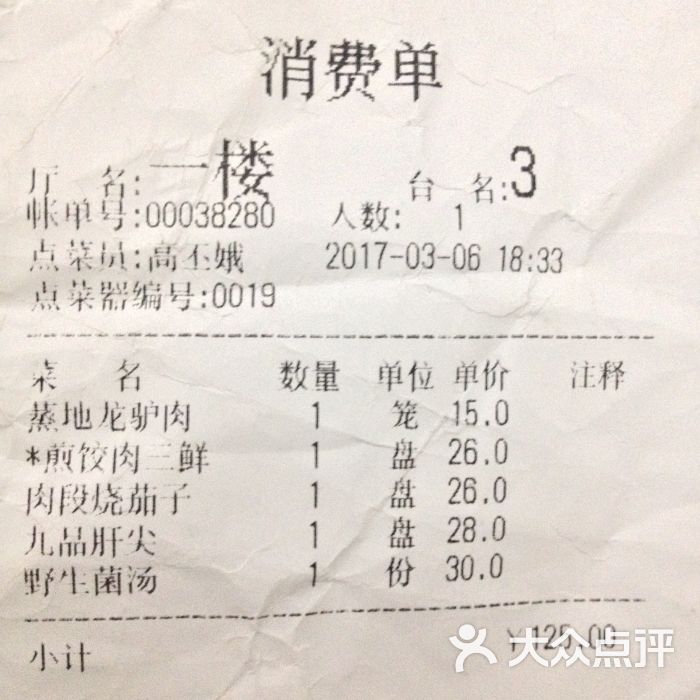 消费单
厅 名:一楼 台 名:3
帐单号:00038280 人数: 1
点菜员:高丕娥 2017-03-06 18:33
点菜器编号:0019
菜 名 数量 单位 单价 注释
蒸地龙驴肉 1 笼 15.0
*煎饺肉三鲜 1 盘 26.0
肉段烧茄子 1 盘 26.0
九品肝尖 1 盘 28.0
野生菌汤 1 份 30.0
小计 ¥125.00
大众点评